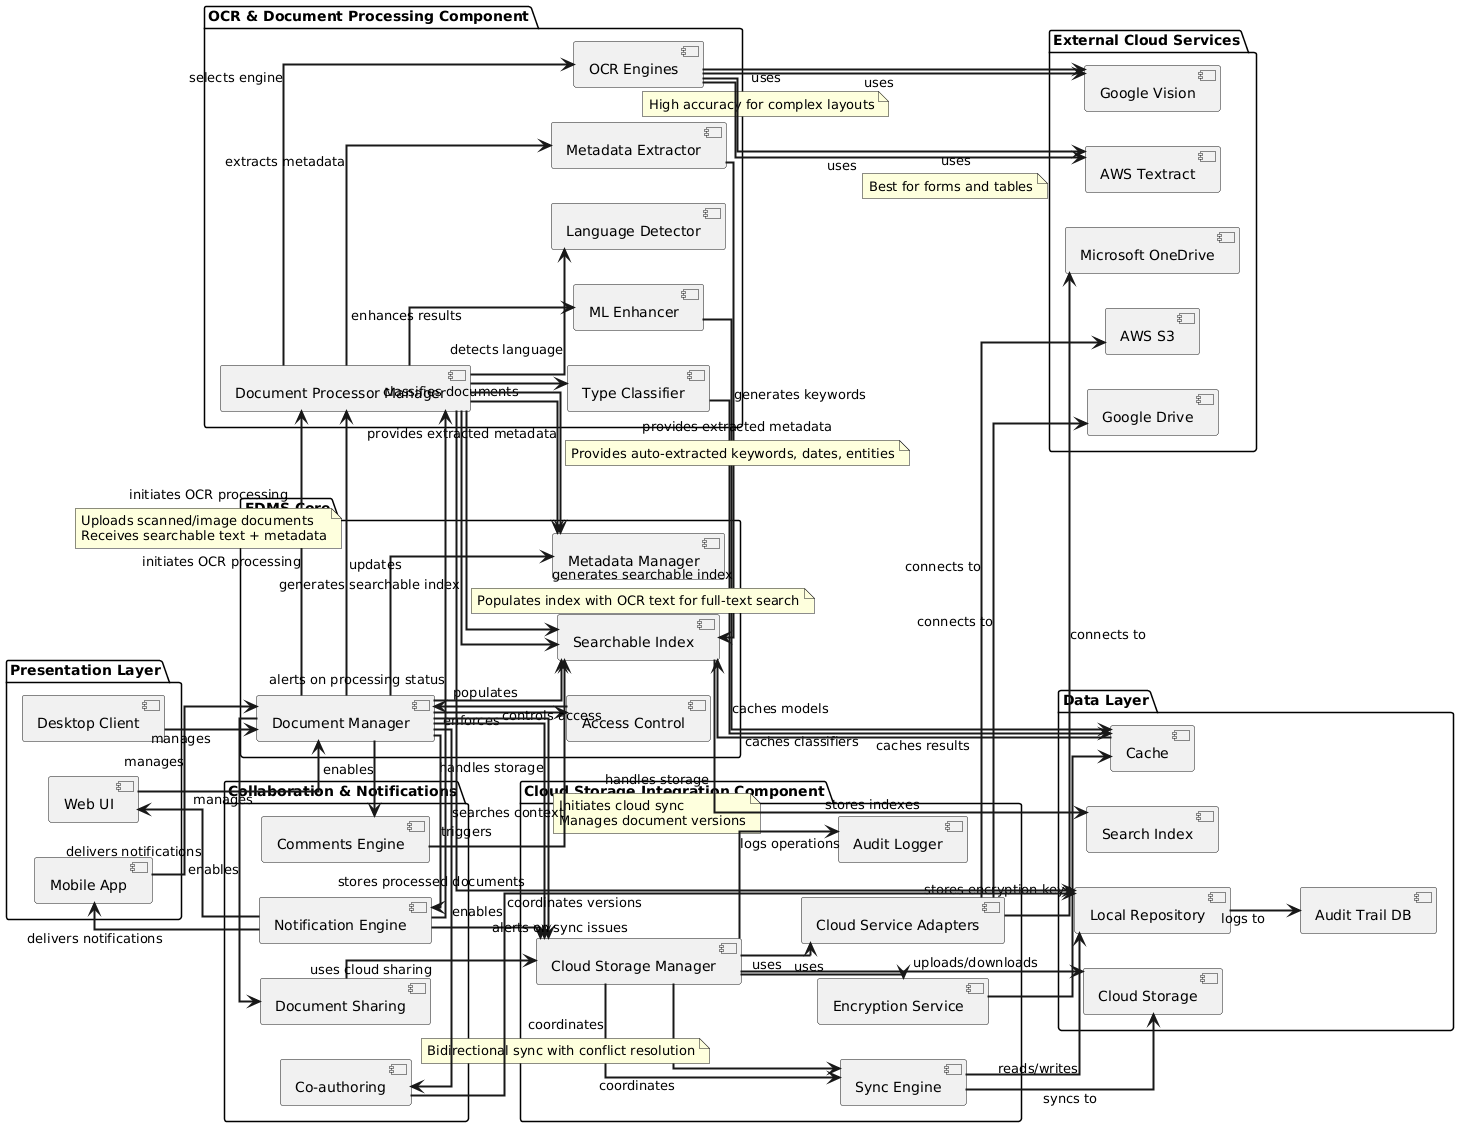 OCR & Document Processing Component
External Cloud Services
OCR Engines
selects engine
uses
uses
Google Vision
High accuracy for complex layouts
Metadata Extractor
extracts metadata
uses
uses
AWS Textract
Best for forms and tables
Language Detector
Microsoft OneDrive
ML Enhancer
enhances results
AWS S3
detects language
Document Processor Manager
classifies documents
Type Classifier
generates keywords
Google Drive
provides extracted metadata
provides extracted metadata
Provides auto-extracted keywords, dates, entities
initiates OCR processing
EDMS Core
Uploads scanned/image documents
Receives searchable text + metadata
initiates OCR processing
updates
Metadata Manager
connects to
generates searchable index
generates searchable index
Populates index with OCR text for full-text search
connects to
connects to
Searchable Index
Presentation Layer
alerts on processing status
populates
Data Layer
Desktop Client
Document Manager
enforces
controls access
Access Control
caches models
manages
caches classifiers
caches results
Cache
manages
enables
handles storage
handles storage
Collaboration & Notifications
Cloud Storage Integration Component
Web UI
manages
searches context
Initiates cloud sync
Manages document versions
stores indexes
Search Index
triggers
delivers notifications
Comments Engine
logs operations
Audit Logger
Mobile App
enables
stores processed documents
stores encryption keys
coordinates versions
enables
Notification Engine
alerts on sync issues
Cloud Service Adapters
Local Repository
logs to
Audit Trail DB
delivers notifications
uses cloud sharing
Cloud Storage Manager
uses
uses
uploads/downloads
Document Sharing
Encryption Service
Cloud Storage
coordinates
Bidirectional sync with conflict resolution
reads/writes
Co-authoring
coordinates
Sync Engine
syncs to